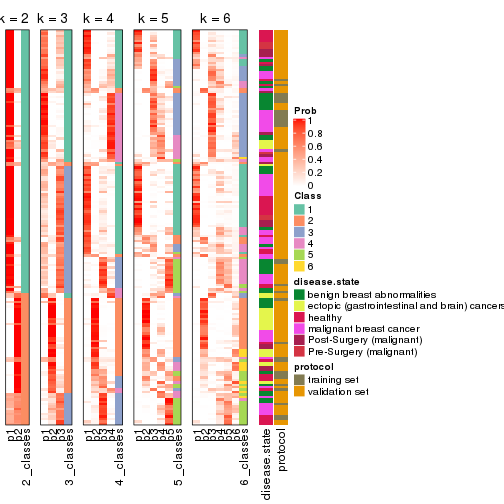 k = 2
k = 3
k = 4
k = 5
k = 6
Prob
1
0.8
0.6
0.4
0.2
0
Class
1
2
3
4
5
6
disease.state
benign breast abnormalities
ectopic (gastrointestinal and brain) cancers
healthy
malignant breast cancer
Post-Surgery (malignant)
Pre-Surgery (malignant)
protocol
training set
validation set
p1
p2
2_classes
p1
p2
p3
3_classes
p1
p2
p3
p4
4_classes
p1
p2
p3
p4
p5
5_classes
p1
p2
p3
p4
p5
p6
6_classes
disease.state
protocol